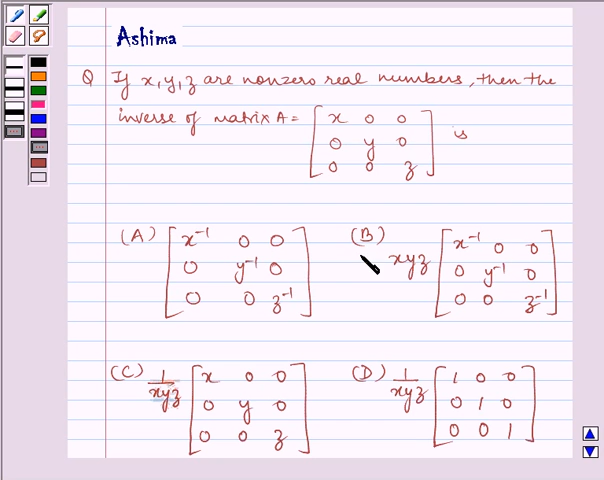 Ashima
Q If x, y, z are nonzero real numbers, then the
inverse of matrix A = [x 0 0
0 y 0
0 0 z] is
(A) [x⁻¹ 0 0
0 y⁻¹ 0
0 0 z⁻¹]
(B) xyz [x⁻¹ 0 0
0 y⁻¹ 0
0 0 z⁻¹]
(C) 1/xyz [x 0 0
0 y 0
0 0 z]
(D) 1/xyz [1 0 0
0 1 0
0 0 1]